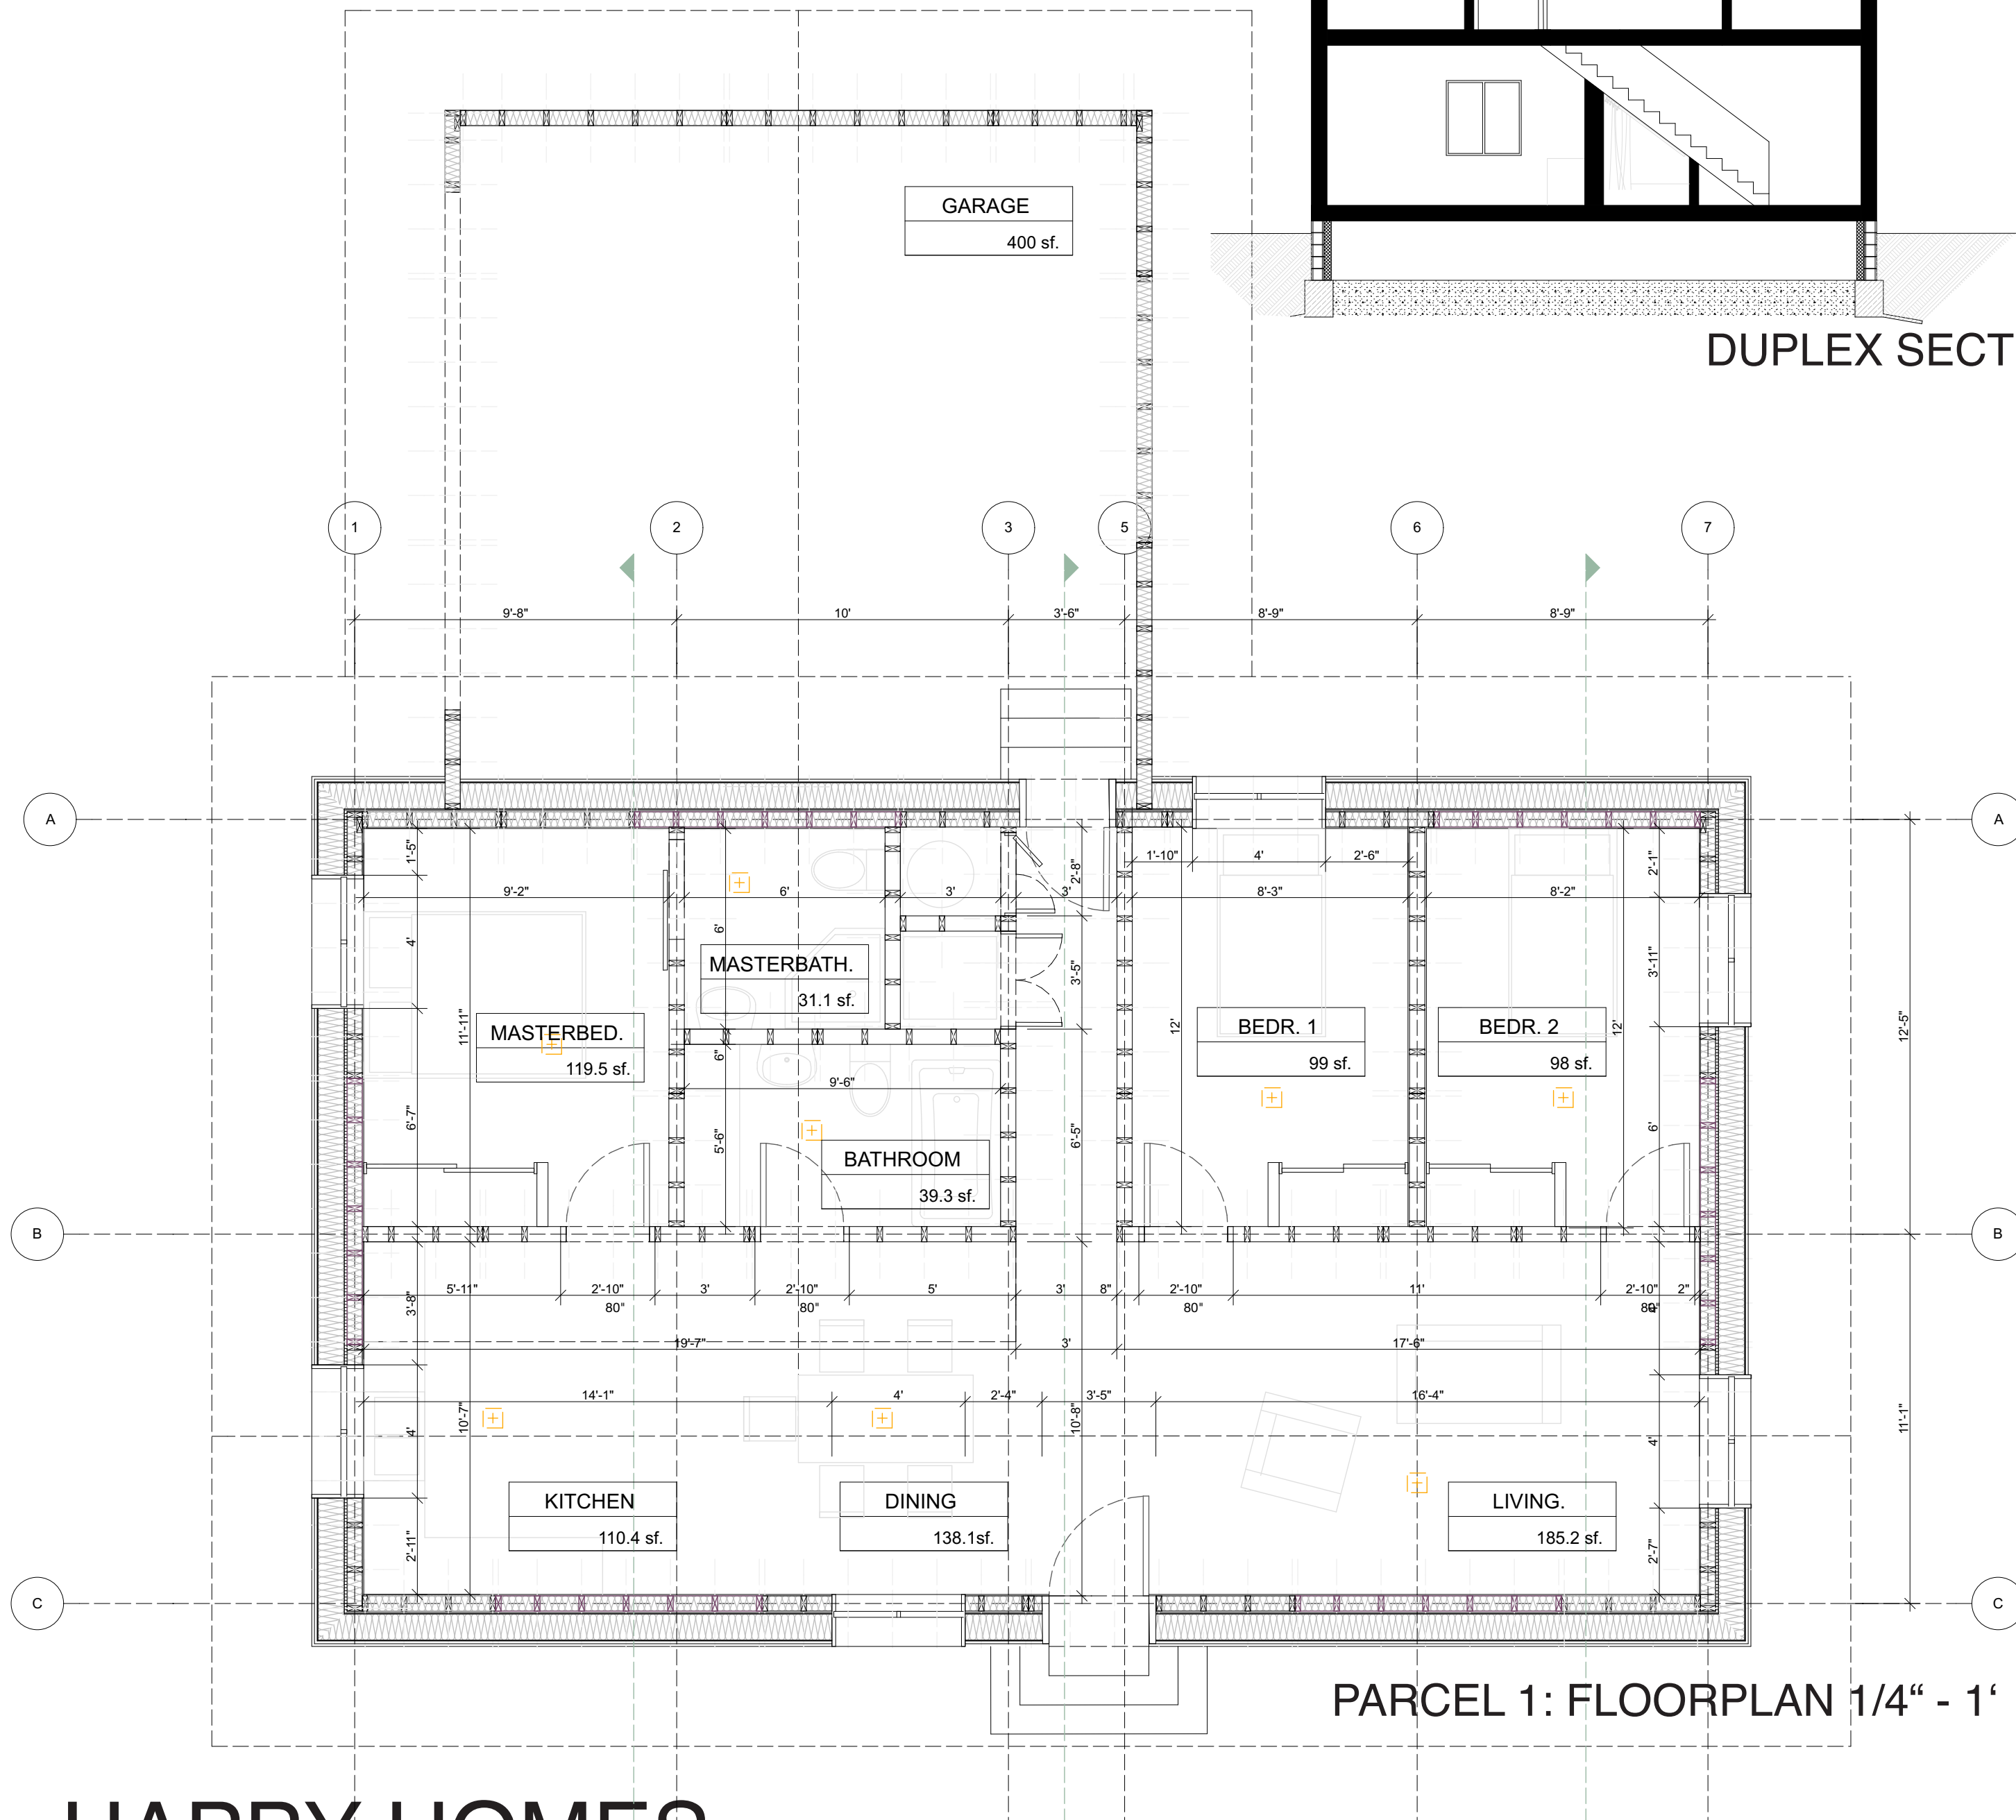 GARAGE
400 sf.
DUPLEX SECT
1
2
3
5
6
7
9'-8"
10'
3'-6"
8'-9"
8'-9"
A
A
1'-5"
2'-8"
1'-10"
4'
2'-6"
2'-1"
9'-2"
6'
3'
3'
8'-3"
8'-2"
4'
6'
3'-5"
3'-11"
MASTERBATH.
31.1 sf.
11'-11"
MASTERBED.
119.5 sf.
12'
BEDR. 1
99 sf.
BEDR. 2
98 sf.
12'
12'-5"
6"
9'-6"
6'-7"
5'-6"
6'-5"
6'
BATHROOM
39.3 sf.
B
B
5'-11"
2'-10"
3'
2'-10"
5'
3'
8"
2'-10"
11'
2'-10"
2"
80"
80"
80"
80"
4'
3'-8"
19'-7"
3'
17'-6"
14'-1"
4'
2'-4"
3'-5"
16'-4"
4'
10'-7"
10'-8"
4'
11'-1"
KITCHEN
110.4 sf.
DINING
138.1sf.
LIVING.
185.2 sf.
2'-11"
2'-7"
C
C
PARCEL 1: FLOORPLAN 1/4“ - 1‘
HAPPY HOMES